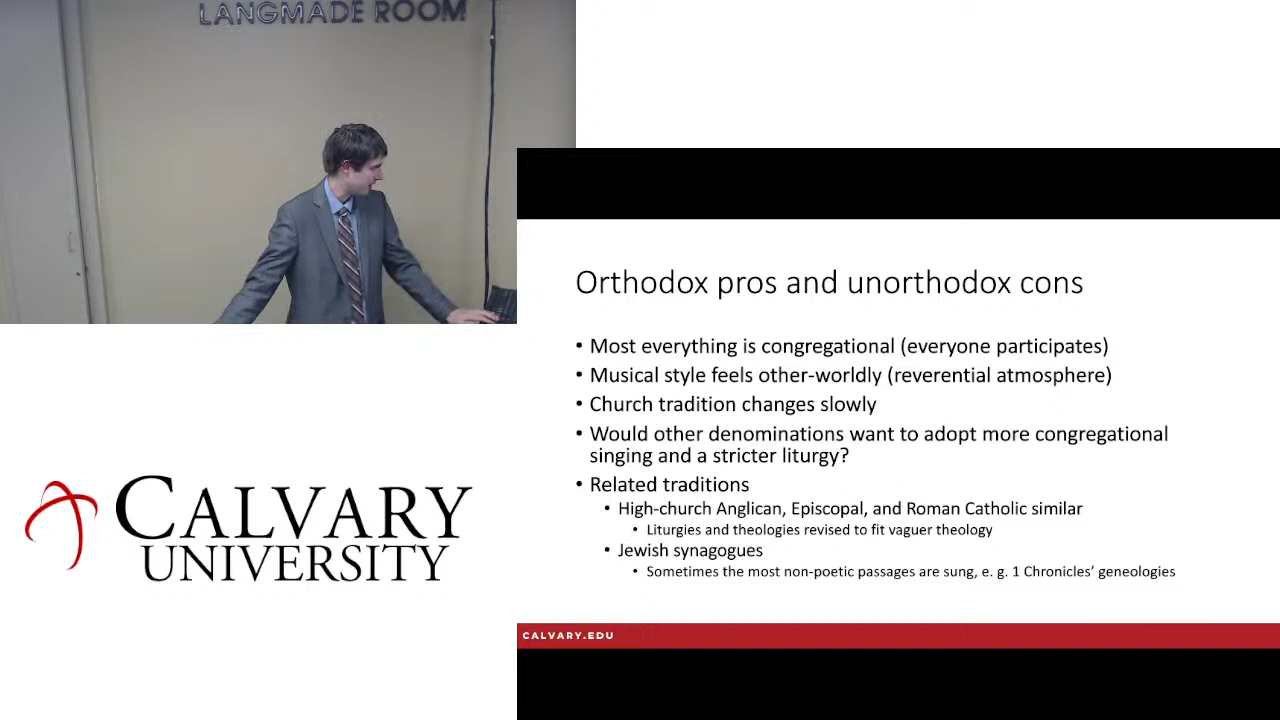 LANGMADE ROOM
Orthodox pros and unorthodox cons
• Most everything is congregational (everyone participates)
• Musical style feels other-worldly (reverential atmosphere)
• Church tradition changes slowly
• Would other denominations want to adopt more congregational
singing and a stricter liturgy?
• Related traditions
• High-church Anglican, Episcopal, and Roman Catholic similar
• Liturgies and theologies revised to fit vaguer theology
• Jewish synagogues
• Sometimes the most non-poetic passages are sung, e. g. 1 Chronicles’ geneologies
CALVARY
UNIVERSITY
CALVARY.EDU